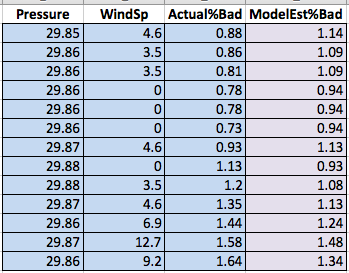 Pressure WindSp Actual%Bad ModelEst%Bad
29.85 4.6 0.88 1.14
29.86 3.5 0.86 1.09
29.86 3.5 0.81 1.09
29.86 0 0.78 0.94
29.86 0 0.78 0.94
29.86 0 0.73 0.94
29.87 4.6 0.93 1.13
29.88 0 1.13 0.93
29.88 3.5 1.2 1.08
29.87 4.6 1.35 1.13
29.86 6.9 1.44 1.24
29.87 12.7 1.58 1.48
29.86 9.2 1.64 1.34